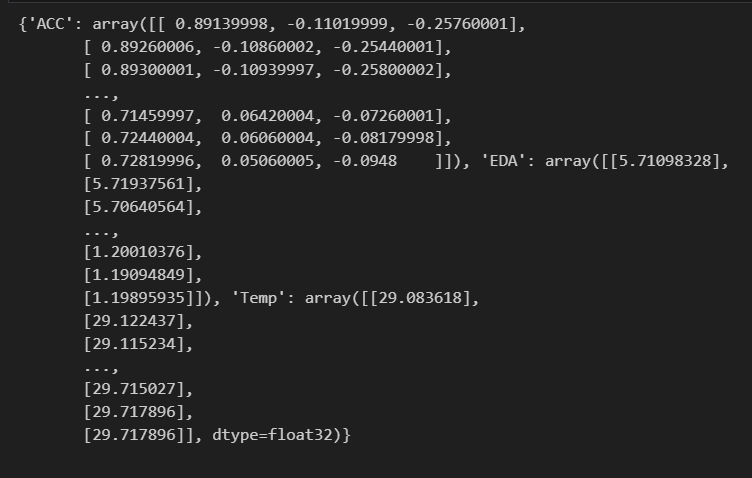 {'ACC': array([[ 0.89139998, -0.11019999, -0.25760001],
       [ 0.89260006, -0.10860002, -0.25440001],
       [ 0.89300001, -0.10939997, -0.25800002],
       ...,
       [ 0.71459997,  0.06420004, -0.07260001],
       [ 0.72440004,  0.06060004, -0.08179998],
       [ 0.72819996,  0.05060005, -0.0948    ]]), 'EDA': array([[5.71098328],
       [5.71937561],
       [5.70640564],
       ...,
       [1.20010376],
       [1.19094849],
       [1.19895935]]), 'Temp': array([[29.083618],
       [29.122437],
       [29.115234],
       ...,
       [29.715027],
       [29.717896],
       [29.717896]], dtype=float32)}